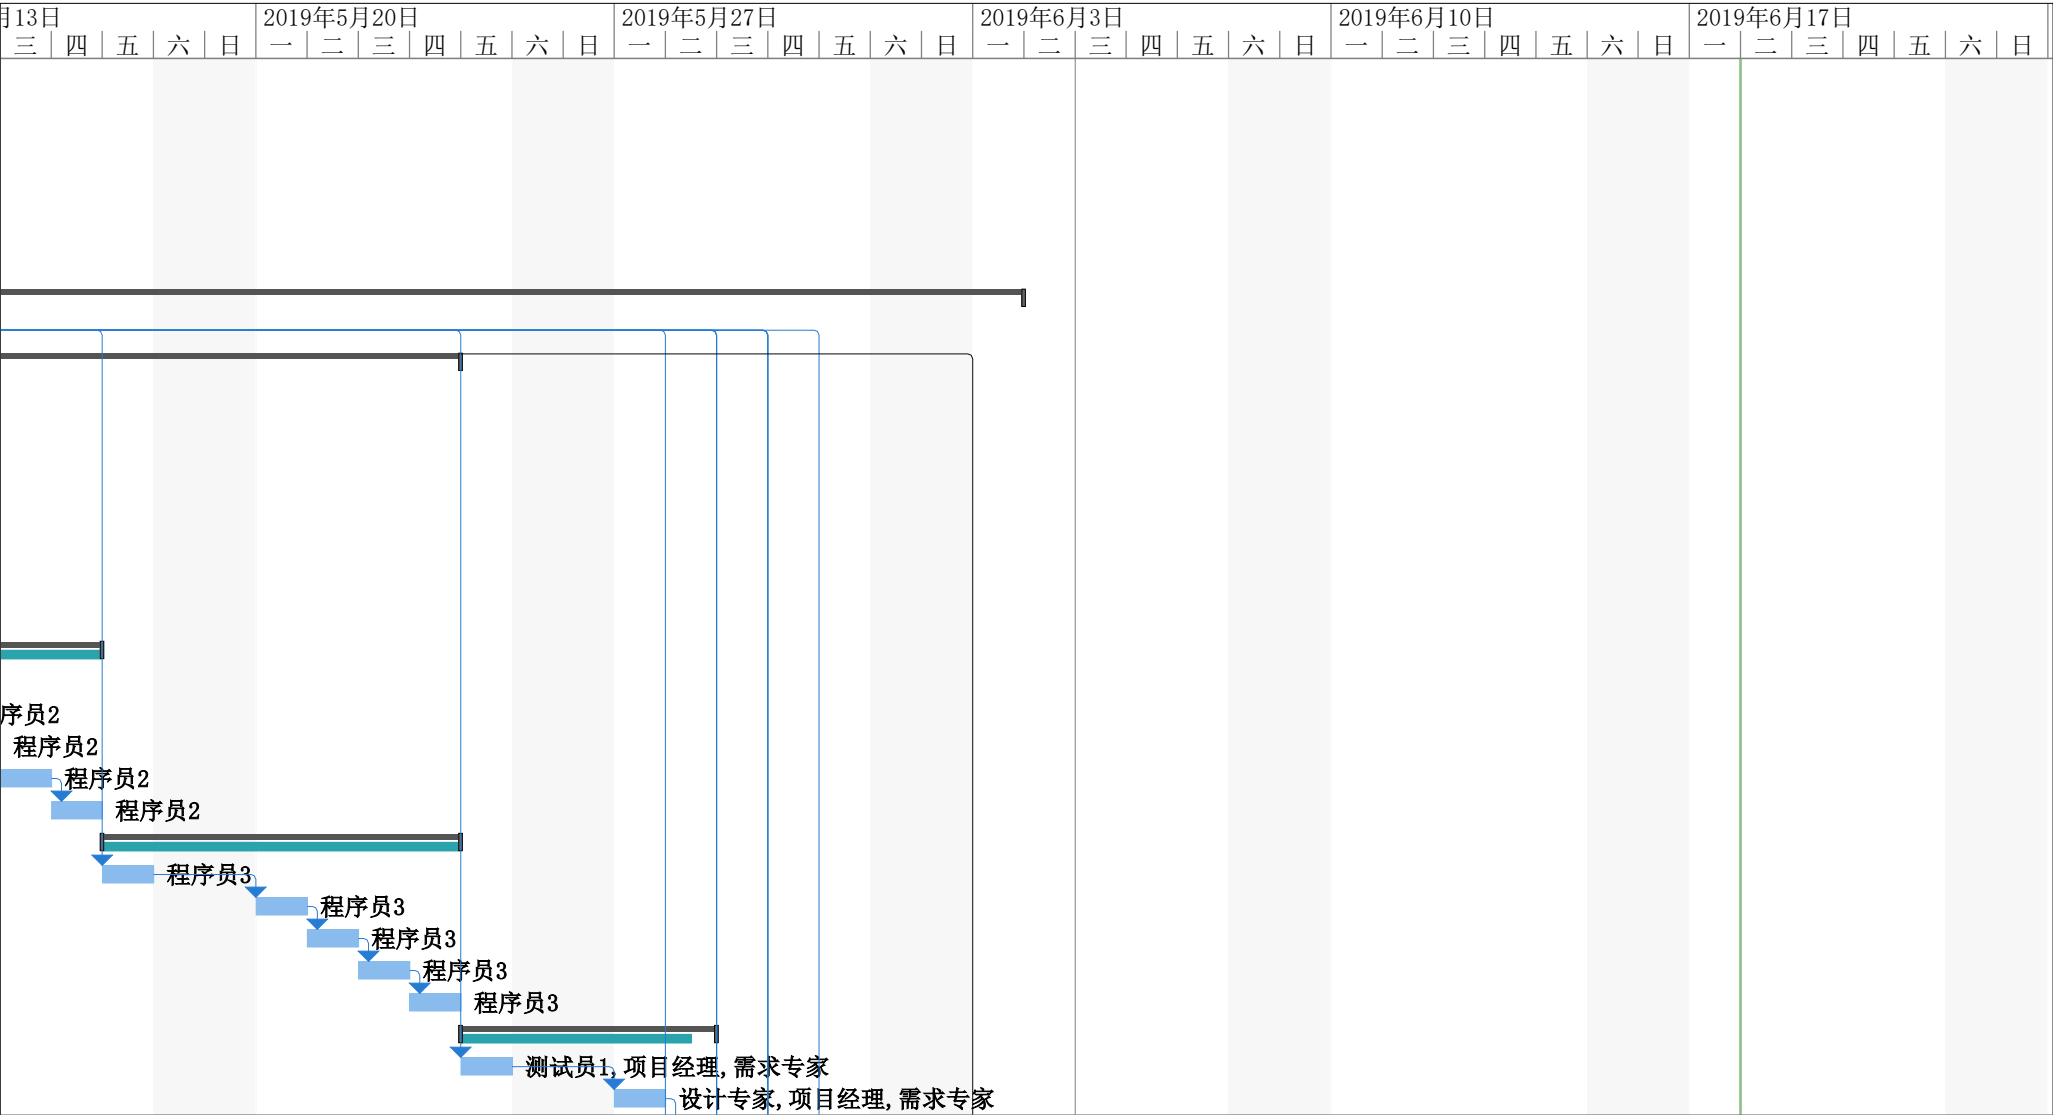 月13日 2019年5月20日 2019年5月27日 2019年6月3日 2019年6月10日 2019年6月17日
三 四 五 六 日 一 二 三 四 五 六 日 一 二 三 四 五 六 日 一 二 三 四 五 六 日 一 二 三 四 五 六 日 一 二 三 四 五 六 日
序员2
程序员2
程序员2
程序员2
程序员3
程序员3
程序员3
程序员3
程序员3
测试员1,项目经理,需求专家
设计专家,项目经理,需求专家